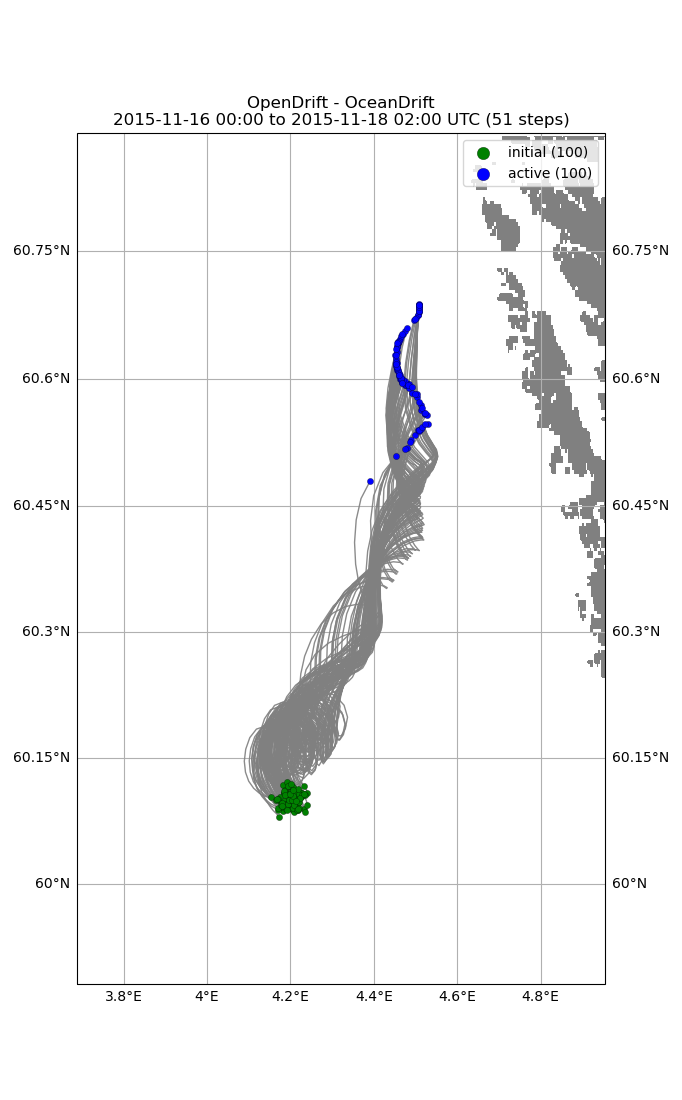 OpenDrift - OceanDrift
2015-11-16 00:00 to 2015-11-18 02:00 UTC (51 steps)
initial (100)
active (100)
60.75°N 60.75°N
60.6°N 60.6°N
60.45°N 60.45°N
60.3°N 60.3°N
60.15°N 60.15°N
60°N 60°N
3.8°E 4°E 4.2°E 4.4°E 4.6°E 4.8°E